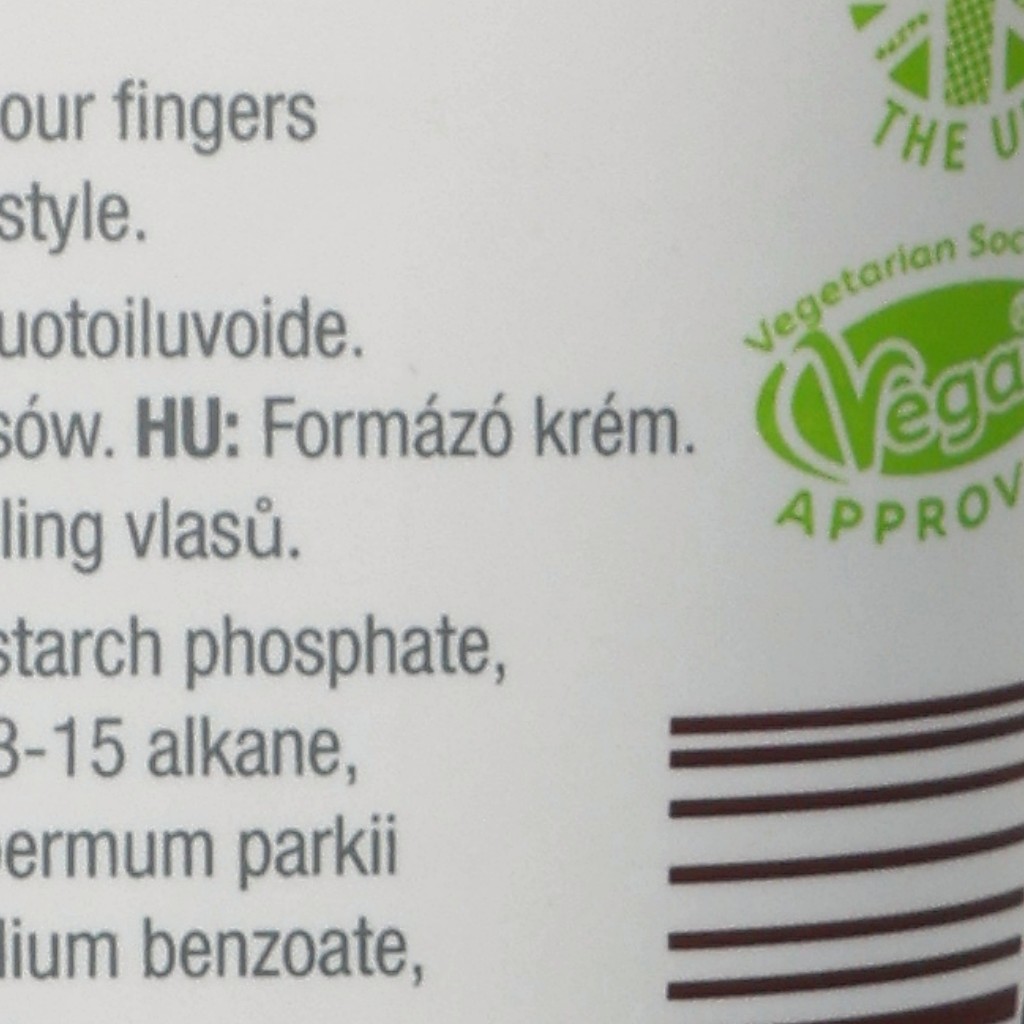 our fingers
style.
uotoiluvoide.
sów. HU: Formázó krém.
ling vlasů.
starch phosphate,
3-15 alkane,
ermum parkii
lium benzoate,
THE U
Vegetarian Soc
Vega
APPROV